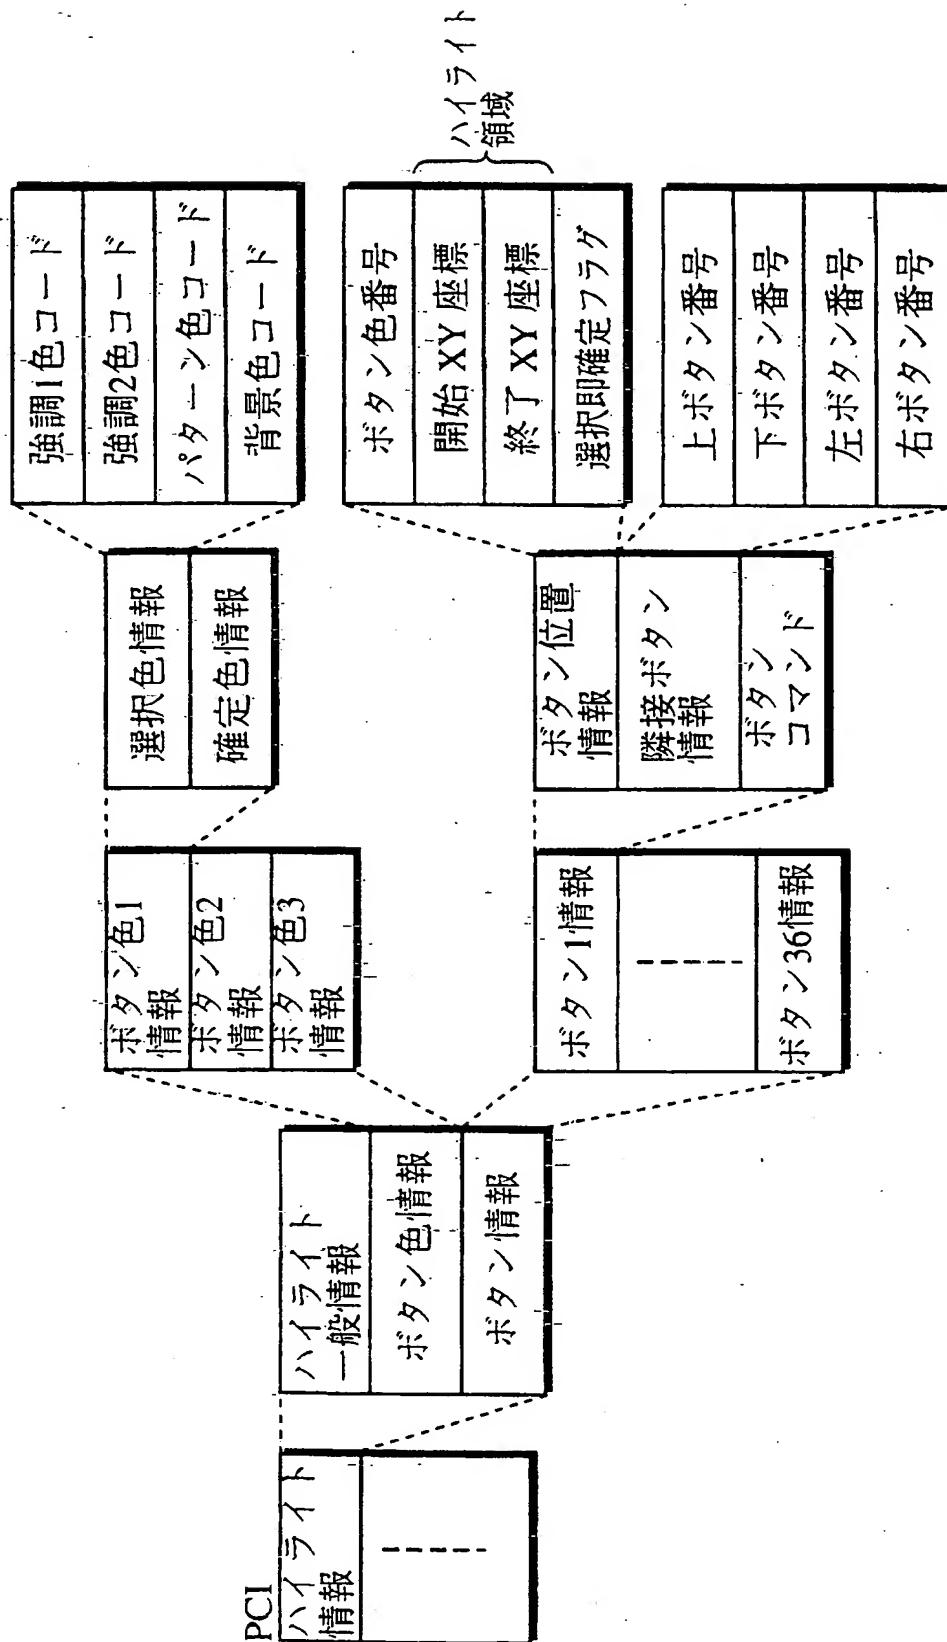 PCI
ハイライト
情報
ハイライト
一般情報
ボタン色情報
ボタン情報
ボタン色1
情報
ボタン色2
情報
ボタン色3
情報
ボタン1情報
ボタン36情報
選択色情報
確定色情報
ボタン位置
情報
隣接ボタン
情報
ボタン
コマンド
強調1色コード
強調2色コード
パターン色コード
背景色コード
ボタン色番号
開始 XY 座標
終了 XY 座標
選択即確定フラグ
ハイライト
領域
上ボタン番号
下ボタン番号
左ボタン番号
右ボタン番号